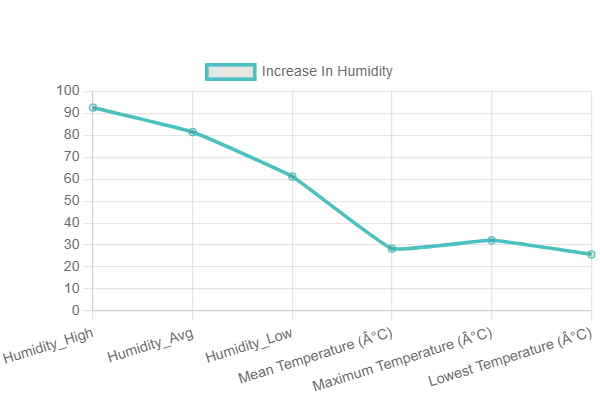 Increase In Humidity
100
90
80
70
60
50
40
30
20
10
0
Humidity_High
Humidity_Avg
Humidity_Low
Mean Temperature (Â°C)
Maximum Temperature (Â°C)
Lowest Temperature (Â°C)